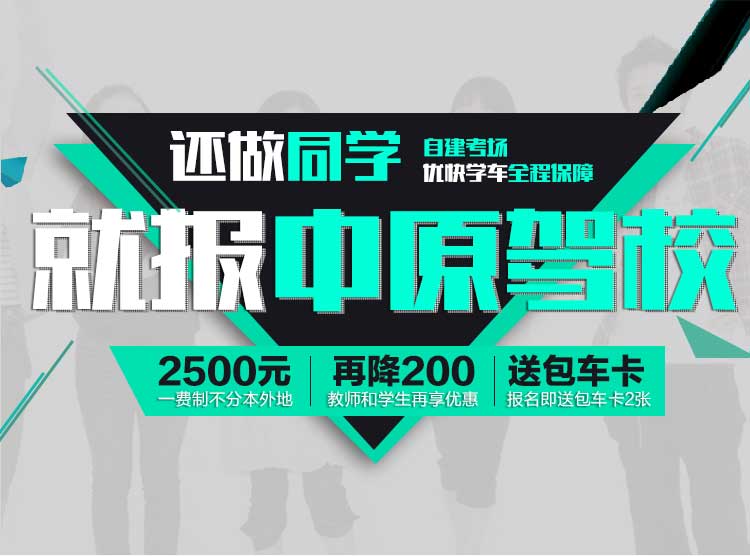 还做同学
自建考场
优快学车全程保障
就报中原驾校
2500元
一费制不分本外地
再降200
教师和学生再享优惠
送包车卡
报名即送包车卡2张